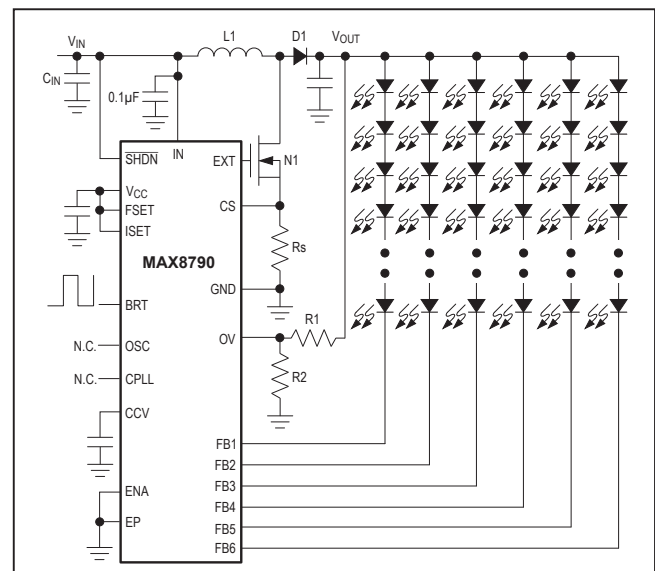 VIN
L1
D1
VOUT
CIN
0.1µF
IN
SHDN
EXT
N1
VCC
FSET
ISET
CS
Rs
MAX8790
GND
BRT
R1
OV
N.C.
OSC
R2
N.C.
CPLL
CCV
FB1
FB2
FB3
ENA
FB4
EP
FB5
FB6